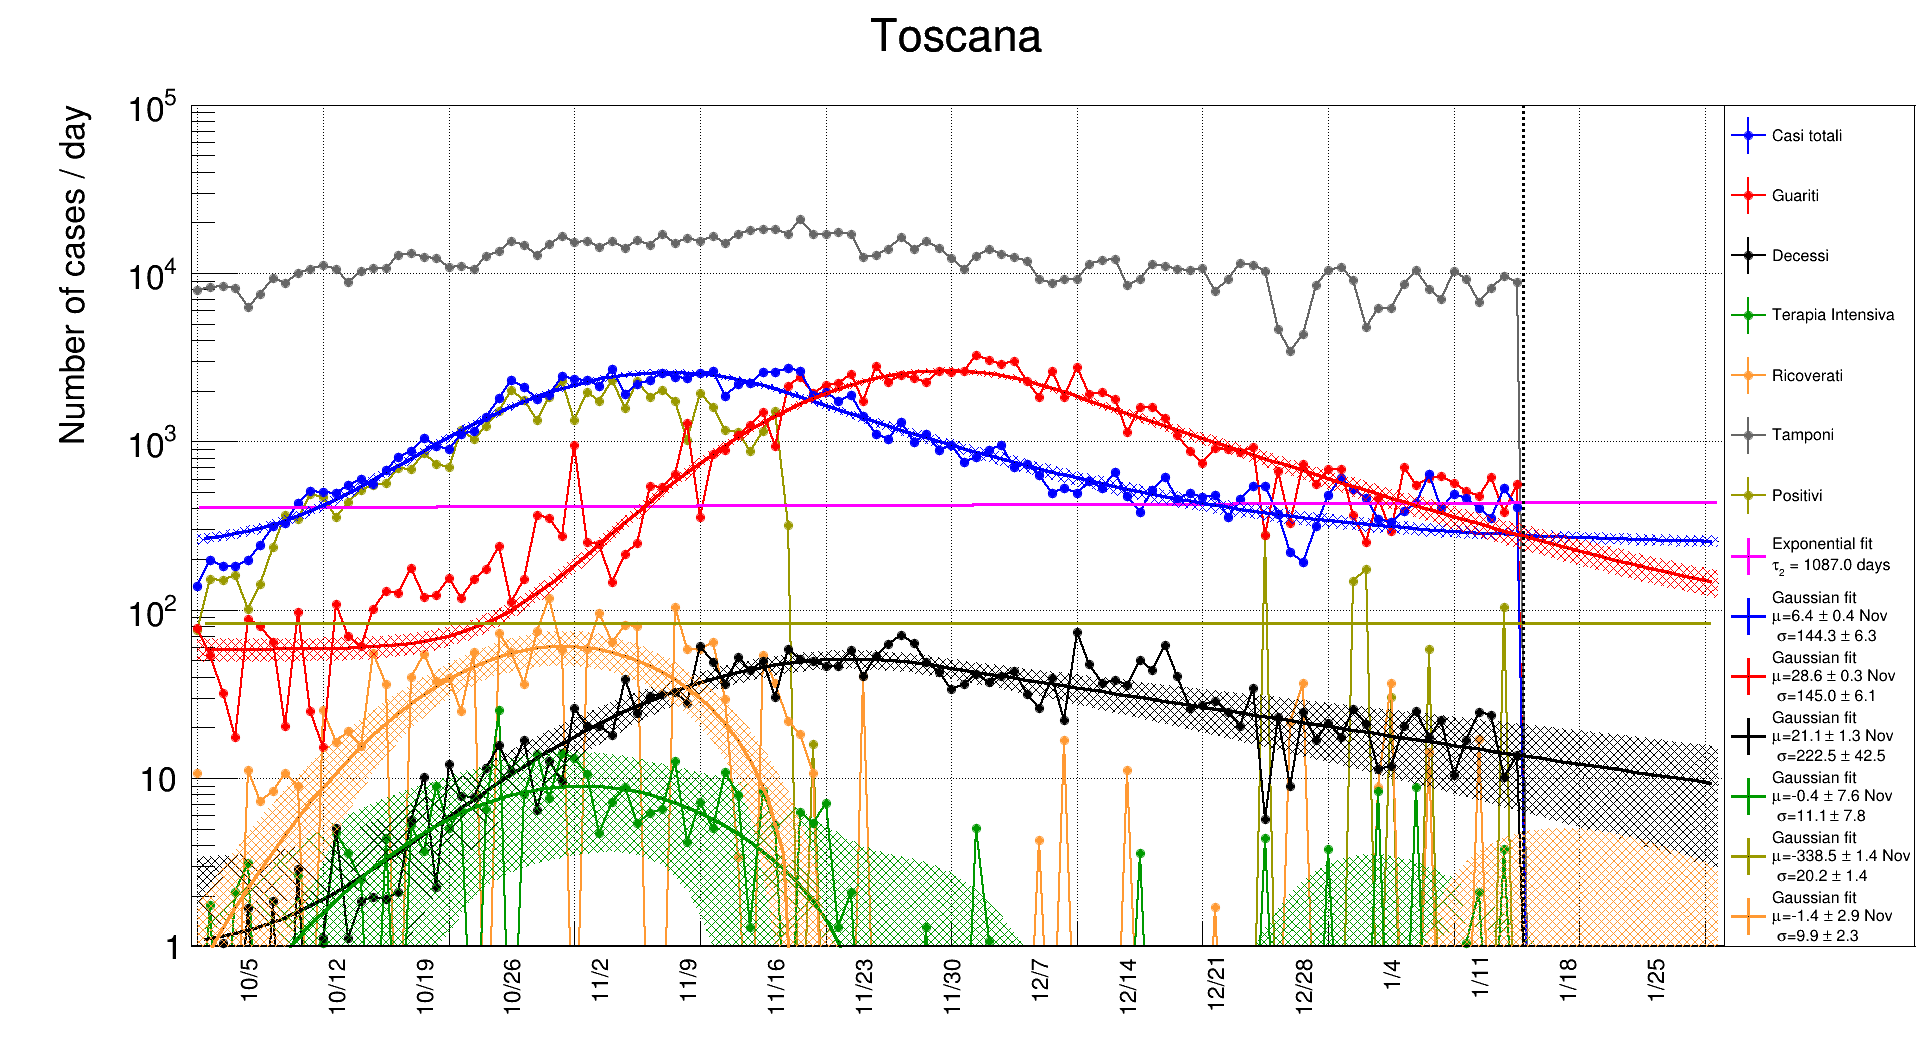 Toscana
Number of cases / day
10^5
10^4
10^3
10^2
10
1
10/5
10/12
10/19
10/26
11/2
11/9
11/16
11/23
11/30
12/7
12/14
12/21
12/28
1/4
1/11
1/18
1/25
Casi totali
Guariti
Decessi
Terapia Intensiva
Ricoverati
Tamponi
Positivi
Exponential fit
τ₂ = 1087.0 days
Gaussian fit
μ=6.4 ± 0.4 Nov
σ=144.3 ± 6.3
Gaussian fit
μ=28.6 ± 0.3 Nov
σ=145.0 ± 6.1
Gaussian fit
μ=21.1 ± 1.3 Nov
σ=222.5 ± 42.5
Gaussian fit
μ=-0.4 ± 7.6 Nov
σ=11.1 ± 7.8
Gaussian fit
μ=-338.5 ± 1.4 Nov
σ=20.2 ± 1.4
Gaussian fit
μ=-1.4 ± 2.9 Nov
σ=9.9 ± 2.3